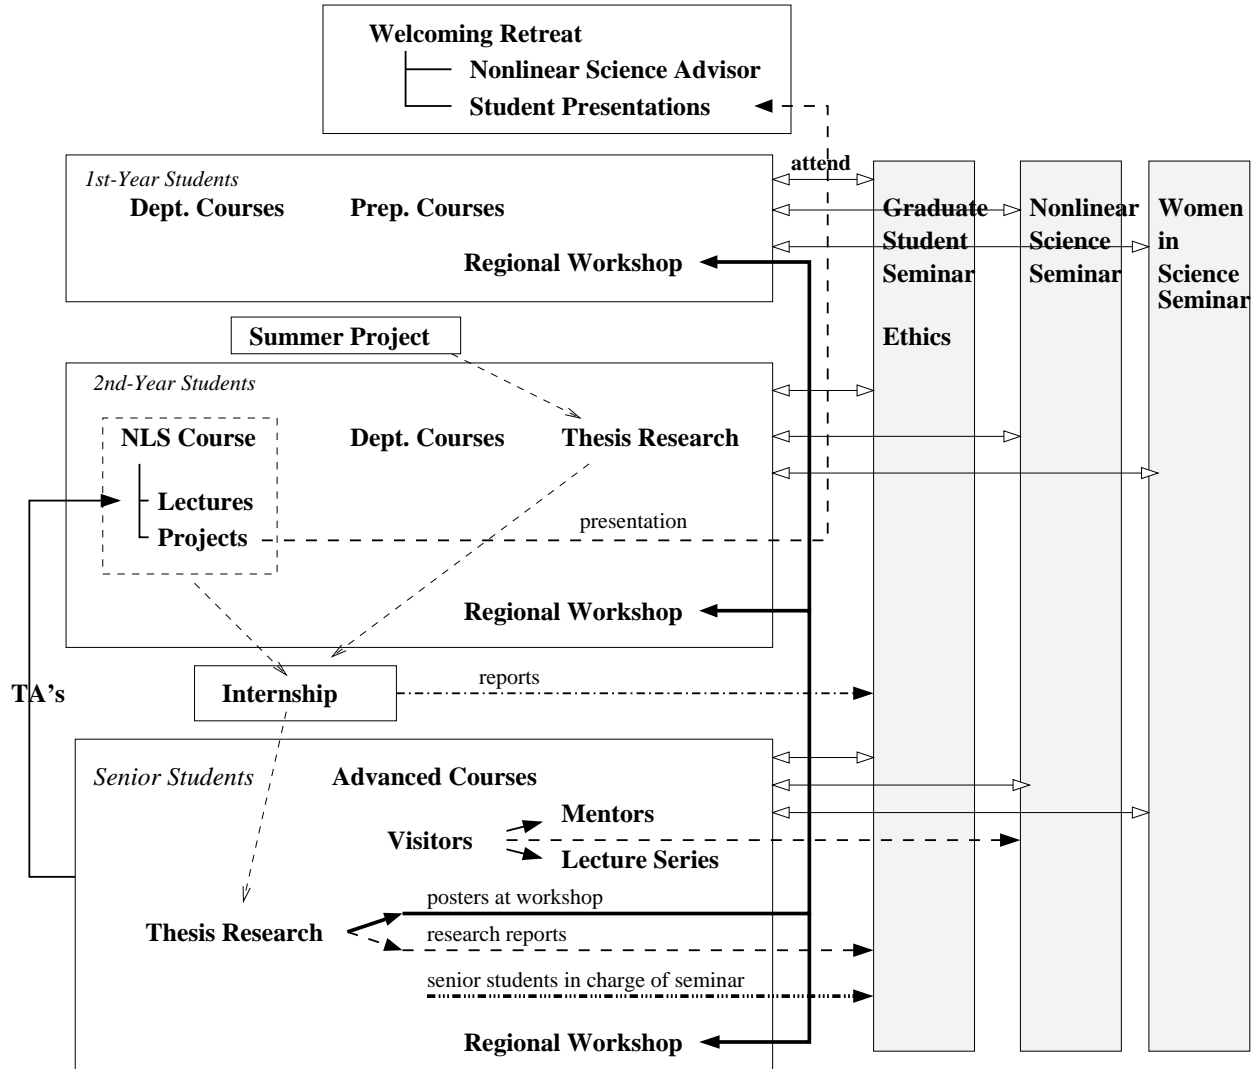 Welcoming Retreat
Nonlinear Science Advisor
Student Presentations
attend
1st-Year Students
Dept. Courses
Prep. Courses
Regional Workshop
Graduate
Student
Seminar
Ethics
Nonlinear
Science
Seminar
Women
in
Science
Seminar
Summer Project
2nd-Year Students
NLS Course
Dept. Courses
Thesis Research
Lectures
Projects
presentation
Regional Workshop
TA's
Internship
reports
Senior Students
Advanced Courses
Mentors
Visitors
Lecture Series
posters at workshop
Thesis Research
research reports
senior students in charge of seminar
Regional Workshop